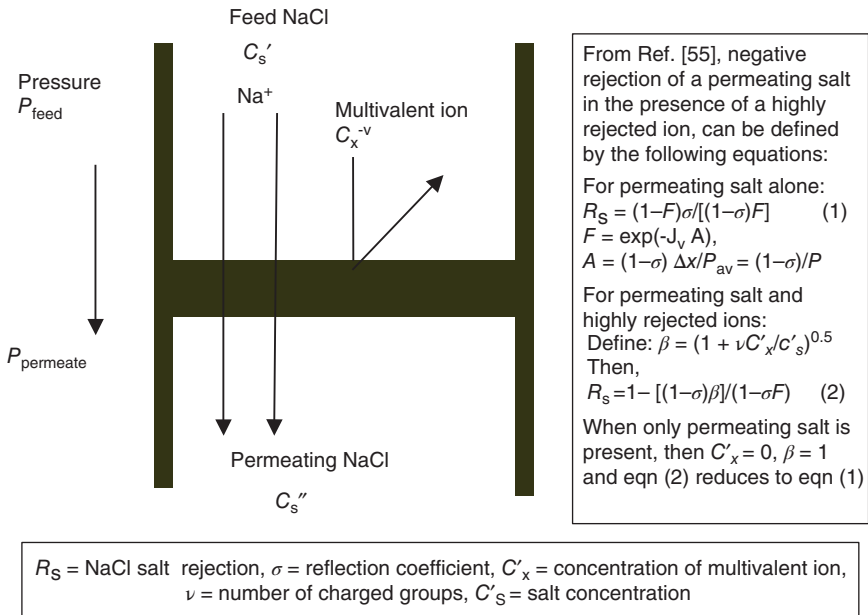 Feed NaCl
C_s′
Na⁺
Pressure
P_feed
Multivalent ion
C_x^-ν
P_permeate
Permeating NaCl
C_s″
From Ref. [55], negative
rejection of a permeating salt
in the presence of a highly
rejected ion, can be defined
by the following equations:
For permeating salt alone:
R_S = (1–F)σ/[(1–σ)F] (1)
F = exp(-J_v A),
A = (1–σ) Δx/P_av = (1–σ)/P
For permeating salt and
highly rejected ions:
Define: β = (1 + νC′_x/c′_s)^0.5
Then,
R_s =1– [(1–σ)β]/(1–σF) (2)
When only permeating salt is
present, then C′_x = 0, β = 1
and eqn (2) reduces to eqn (1)
R_S = NaCl salt rejection, σ = reflection coefficient, C′_x = concentration of multivalent ion,
ν = number of charged groups, C′_S = salt concentration